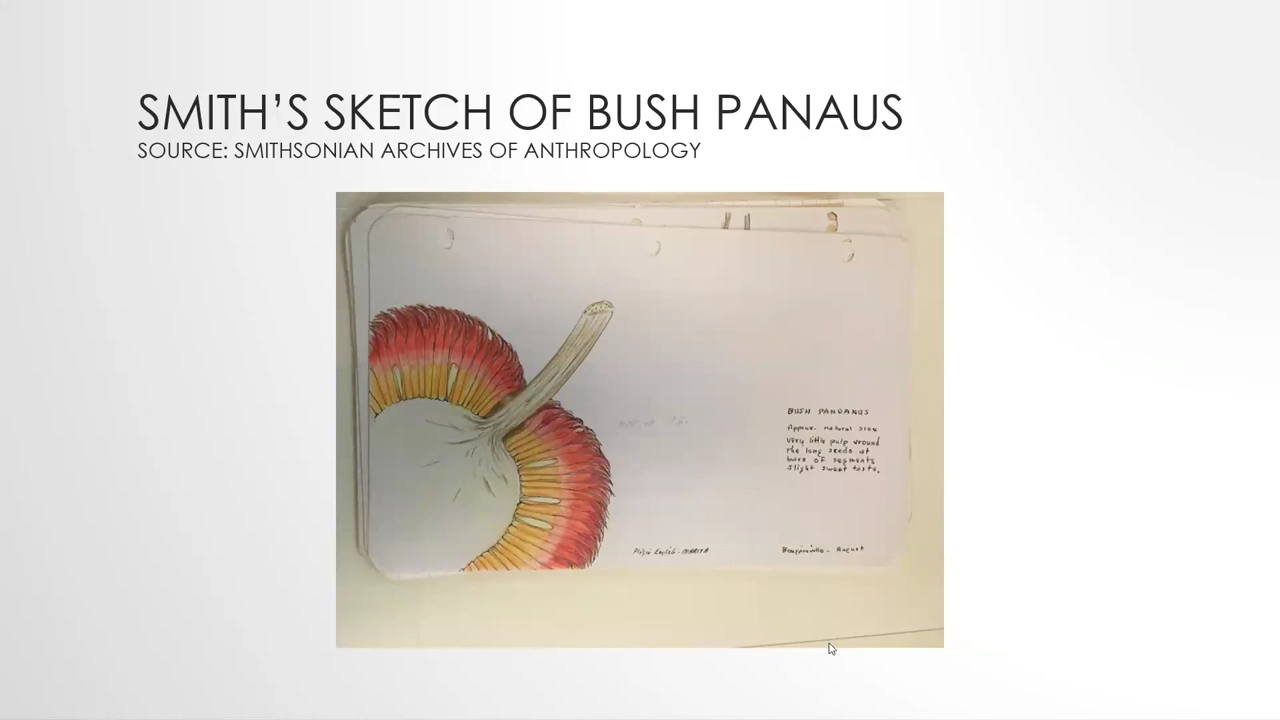 SMITH'S SKETCH OF BUSH PANAUS
SOURCE: SMITHSONIAN ARCHIVES OF ANTHROPOLOGY
BUSH PANDANUS
Approx. natural size
Very little pulp around
the long seeds at
base of segments
Slight sweet taste.
English -
Bougainville - August